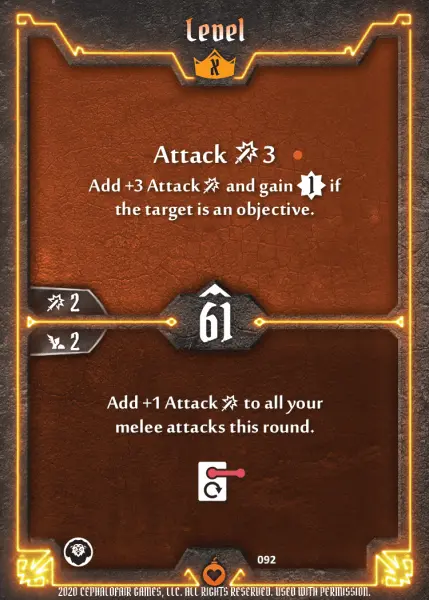 Level
X
Attack 3
Add +3 Attack and gain 1 if
the target is an objective.
2
61
2
Add +1 Attack to all your
melee attacks this round.
092
2020 CEPHALOFAIR GAMES, LLC. ALL RIGHTS RESERVED. USED WITH PERMISSION.